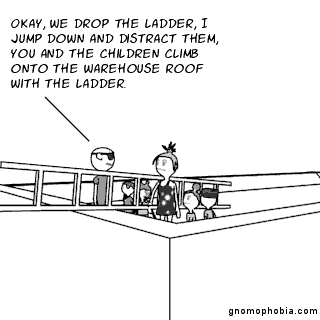 OKAY, WE DROP THE LADDER, I
JUMP DOWN AND DISTRACT THEM,
YOU AND THE CHILDREN CLIMB
ONTO THE WAREHOUSE ROOF
WITH THE LADDER.
gnomophobia.com